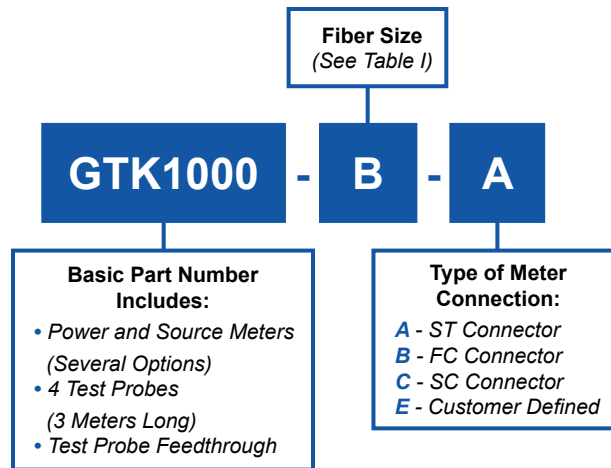 Fiber Size
(See Table I)
GTK1000 - B - A
Basic Part Number
Includes:
• Power and Source Meters
(Several Options)
• 4 Test Probes
(3 Meters Long)
• Test Probe Feedthrough
Type of Meter
Connection:
A - ST Connector
B - FC Connector
C - SC Connector
E - Customer Defined